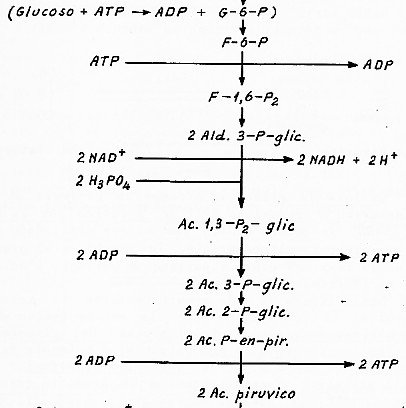 (Glucoso + ATP → ADP + G-6-P)
F-6-P
ATP → ADP
F-1,6-P₂
2 Ald. 3-P-glic.
2 NAD⁺ → 2 NADH + 2H⁺
2 H₃PO₄
Ac. 1,3-P₂-glic
2 ADP → 2 ATP
2 Ac. 3-P-glic.
2 Ac. 2-P-glic.
2 Ac. P-en-pir.
2 ADP → 2 ATP
2 Ac. piruvico